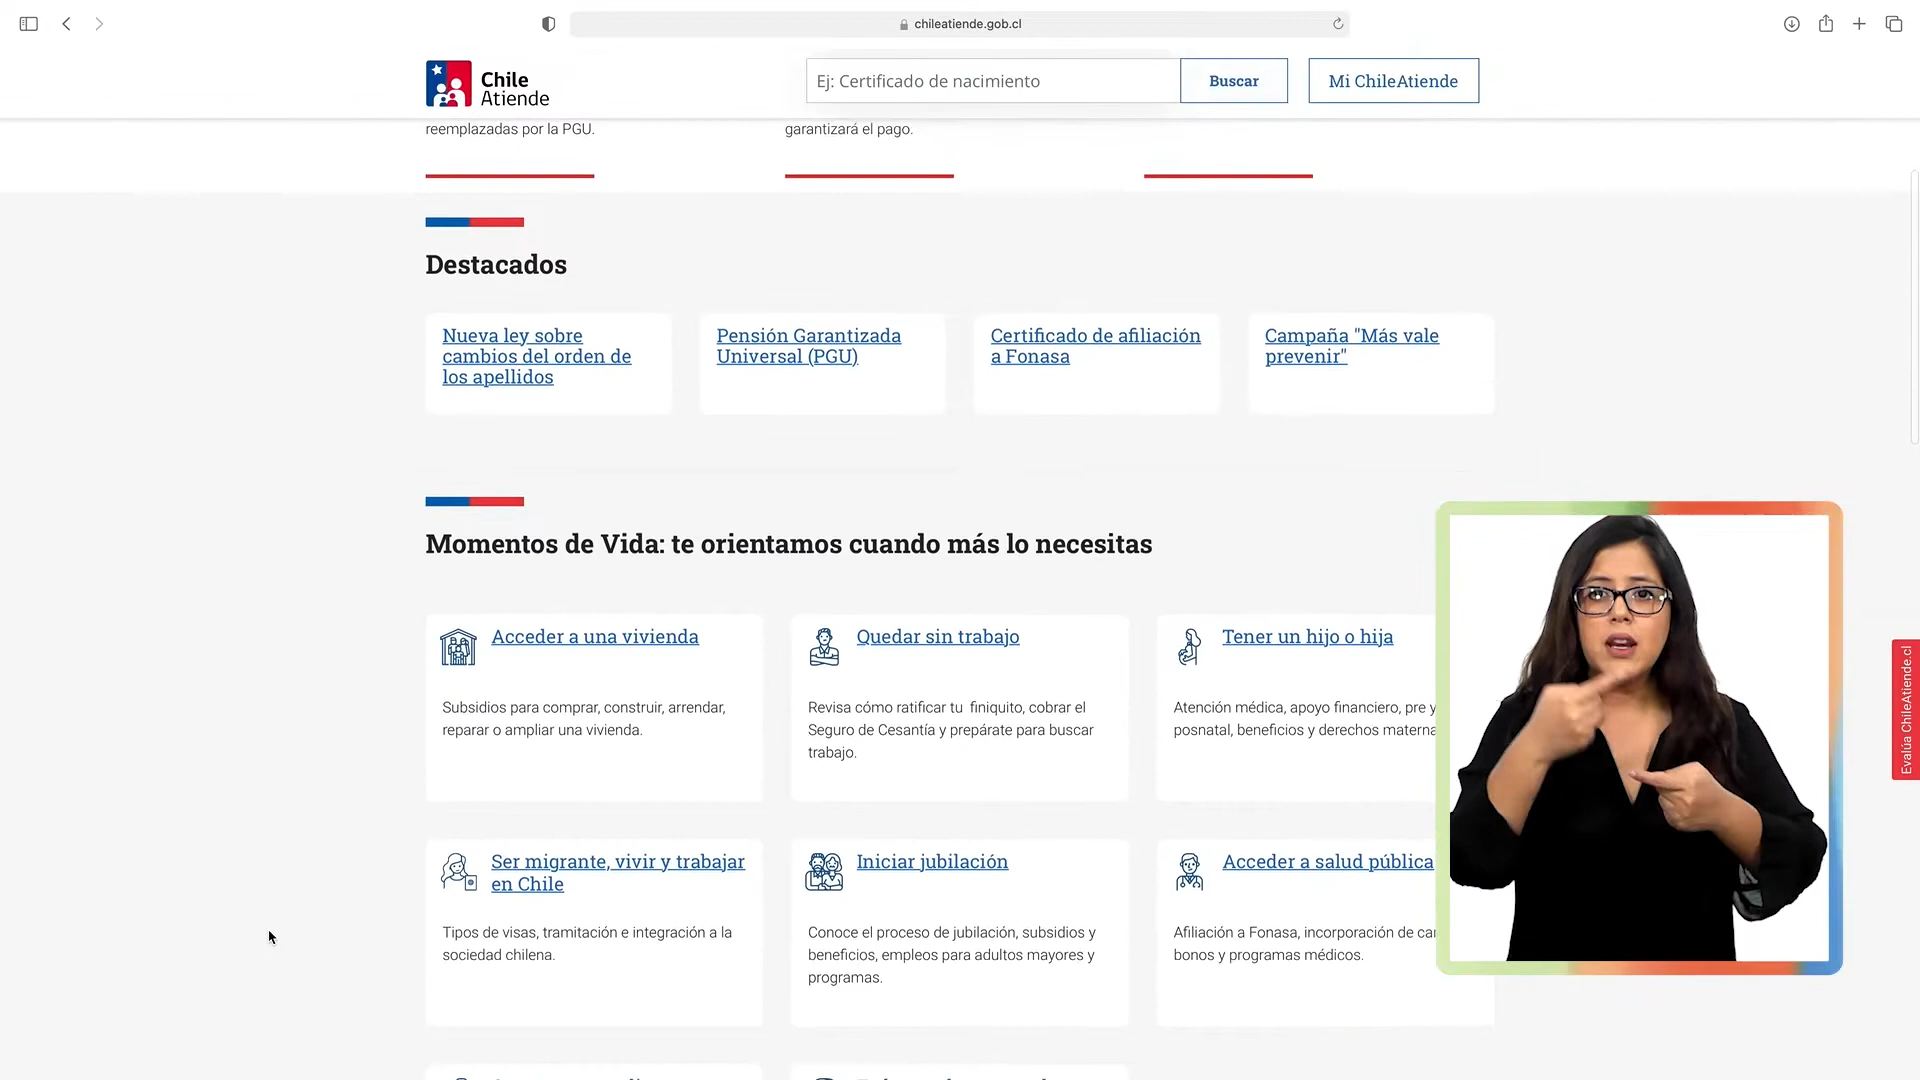 chileatiende.gob.cl
Chile
Atiende
Ej: Certificado de nacimiento
Buscar
Mi ChileAtiende
reemplazadas por la PGU.
garantizará el pago.
Destacados
Nueva ley sobre
cambios del orden de
los apellidos
Pensión Garantizada
Universal (PGU)
Certificado de afiliación
a Fonasa
Campaña "Más vale
prevenir"
Momentos de Vida: te orientamos cuando más lo necesitas
Acceder a una vivienda
Subsidios para comprar, construir, arrendar,
reparar o ampliar una vivienda.
Quedar sin trabajo
Revisa cómo ratificar tu finiquito, cobrar el
Seguro de Cesantía y prepárate para buscar
trabajo.
Tener un hijo o hija
Atención médica, apoyo financiero, pre y
posnatal, beneficios y derechos materna
Evalúa ChileAtiende.cl
Ser migrante, vivir y trabajar
en Chile
Tipos de visas, tramitación e integración a la
sociedad chilena.
Iniciar jubilación
Conoce el proceso de jubilación, subsidios y
beneficios, empleos para adultos mayores y
programas.
Acceder a salud pública
Afiliación a Fonasa, incorporación de car
bonos y programas médicos.